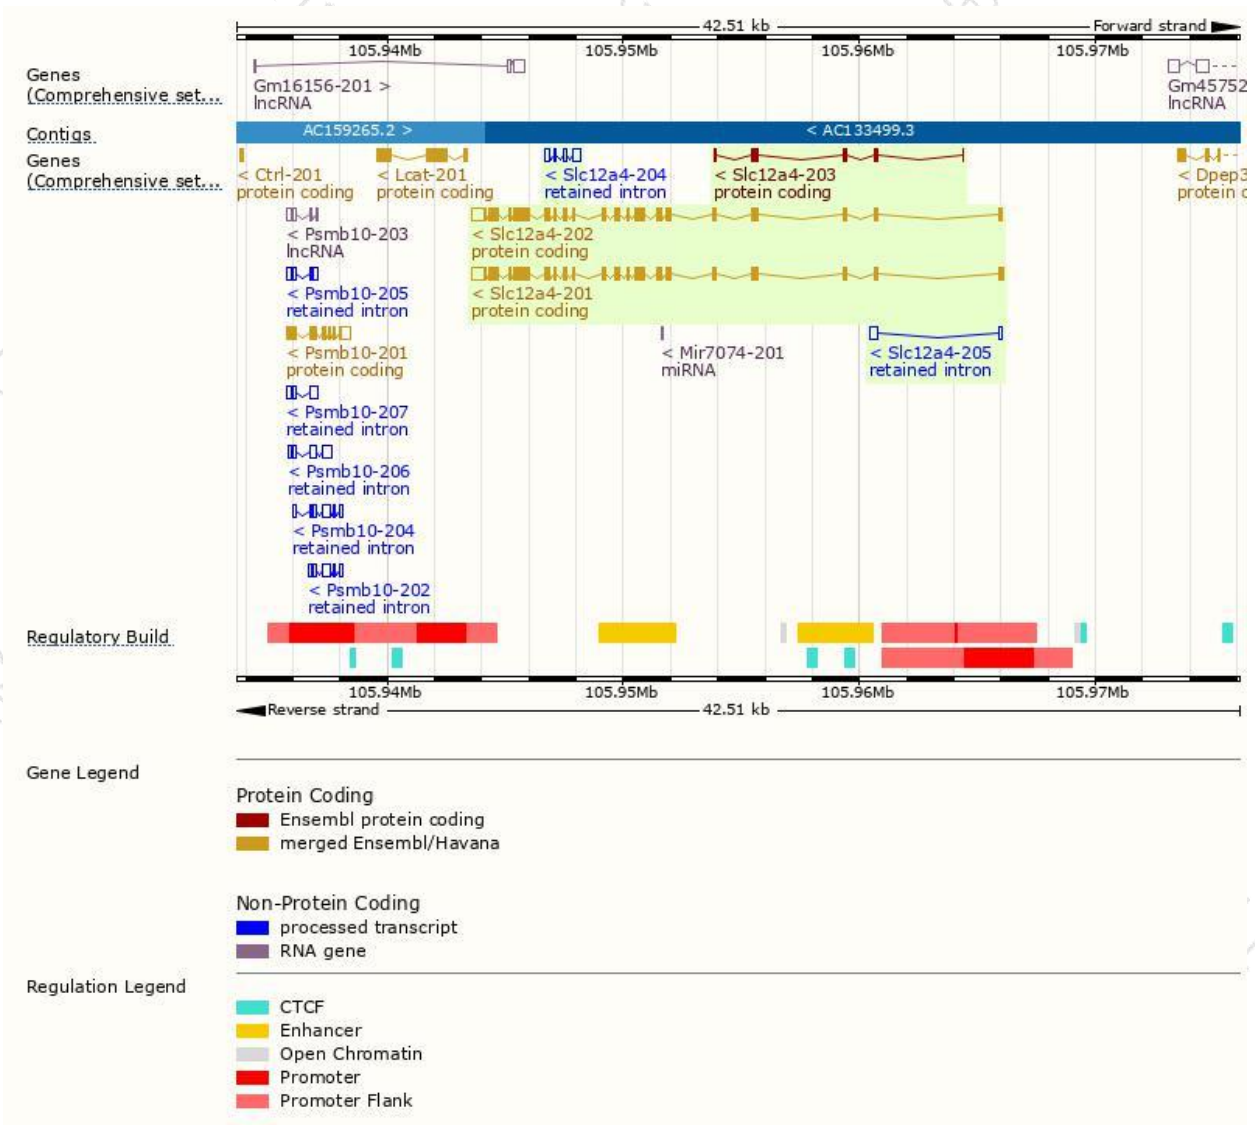 42.51 kb
Forward strand
105.94Mb 105.95Mb 105.96Mb 105.97Mb
Genes
(Comprehensive set...
Gm16156-201 >
lncRNA
Gm45752
lncRNA
Contigs
AC159265.2 >
< AC133499.3
Genes
(Comprehensive set...
< Ctrl-201
protein coding
< Lcat-201
protein coding
< Slc12a4-204
retained intron
< Slc12a4-203
protein coding
< Dpep3
protein c
< Psmb10-203
lncRNA
< Slc12a4-202
protein coding
< Psmb10-205
retained intron
< Slc12a4-201
protein coding
< Psmb10-201
protein coding
< Mir7074-201
miRNA
< Slc12a4-205
retained intron
< Psmb10-207
retained intron
< Psmb10-206
retained intron
< Psmb10-204
retained intron
< Psmb10-202
retained intron
Regulatory Build
105.94Mb 105.95Mb 105.96Mb 105.97Mb
Reverse strand
42.51 kb
Gene Legend
Protein Coding
Ensembl protein coding
merged Ensembl/Havana
Non-Protein Coding
processed transcript
RNA gene
Regulation Legend
CTCF
Enhancer
Open Chromatin
Promoter
Promoter Flank